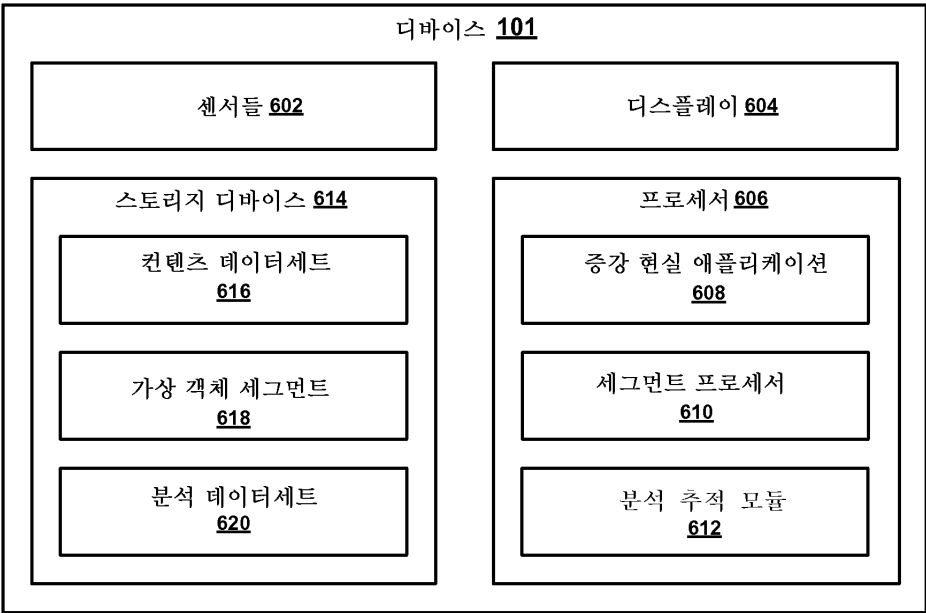 디바이스 101
센서들 602
디스플레이 604
스토리지 디바이스 614
컨텐츠 데이터세트
616
가상 객체 세그먼트
618
분석 데이터세트
620
프로세서 606
증강 현실 애플리케이션
608
세그먼트 프로세서
610
분석 추적 모듈
612